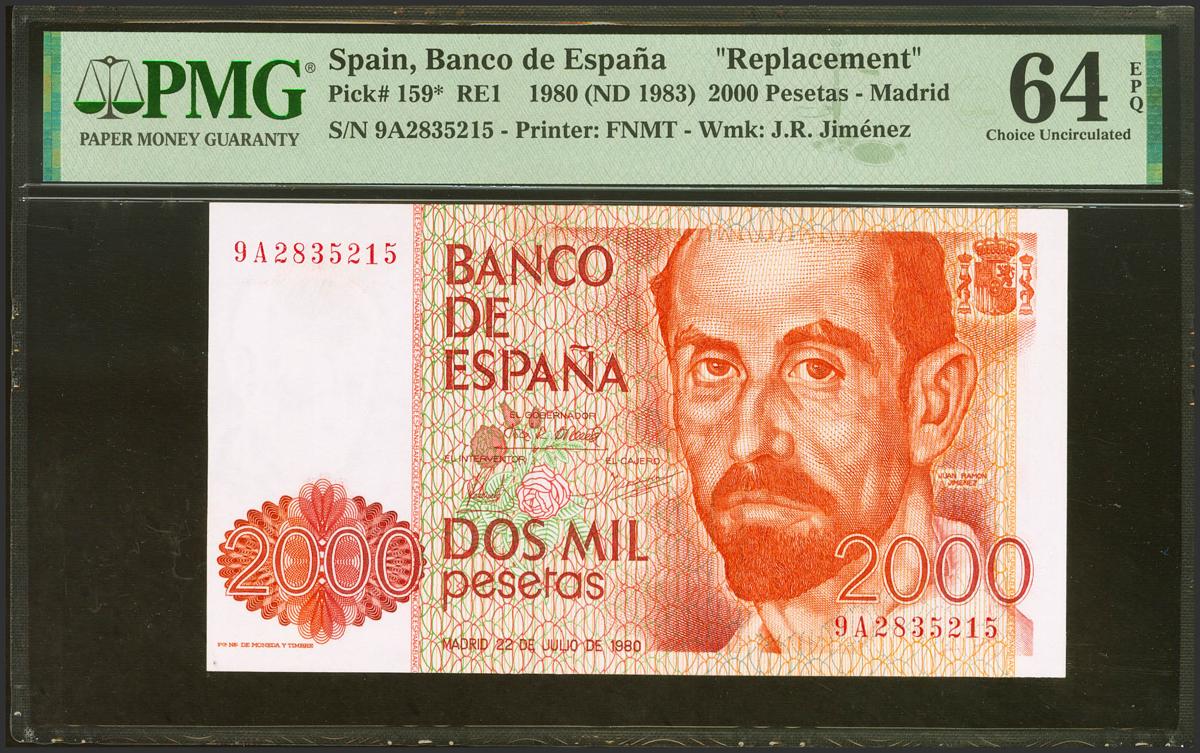 PMG®
PAPER MONEY GUARANTY
Spain, Banco de España "Replacement"
Pick# 159* RE1 1980 (ND 1983) 2000 Pesetas - Madrid
S/N 9A2835215 - Printer: FNMT - Wmk: J.R. Jiménez
64
EPQ
Choice Uncirculated
9A2835215
BANCO
DE
ESPAÑA
EL GOBERNADOR
EL INTERVENTOR
EL CAJERO
JUAN RAMON
JIMENEZ
DOS MIL
pesetas
2000
2000
9A2835215
MADRID 22 DE JULIO DE 1980
DE MONEDA Y TIMBRE